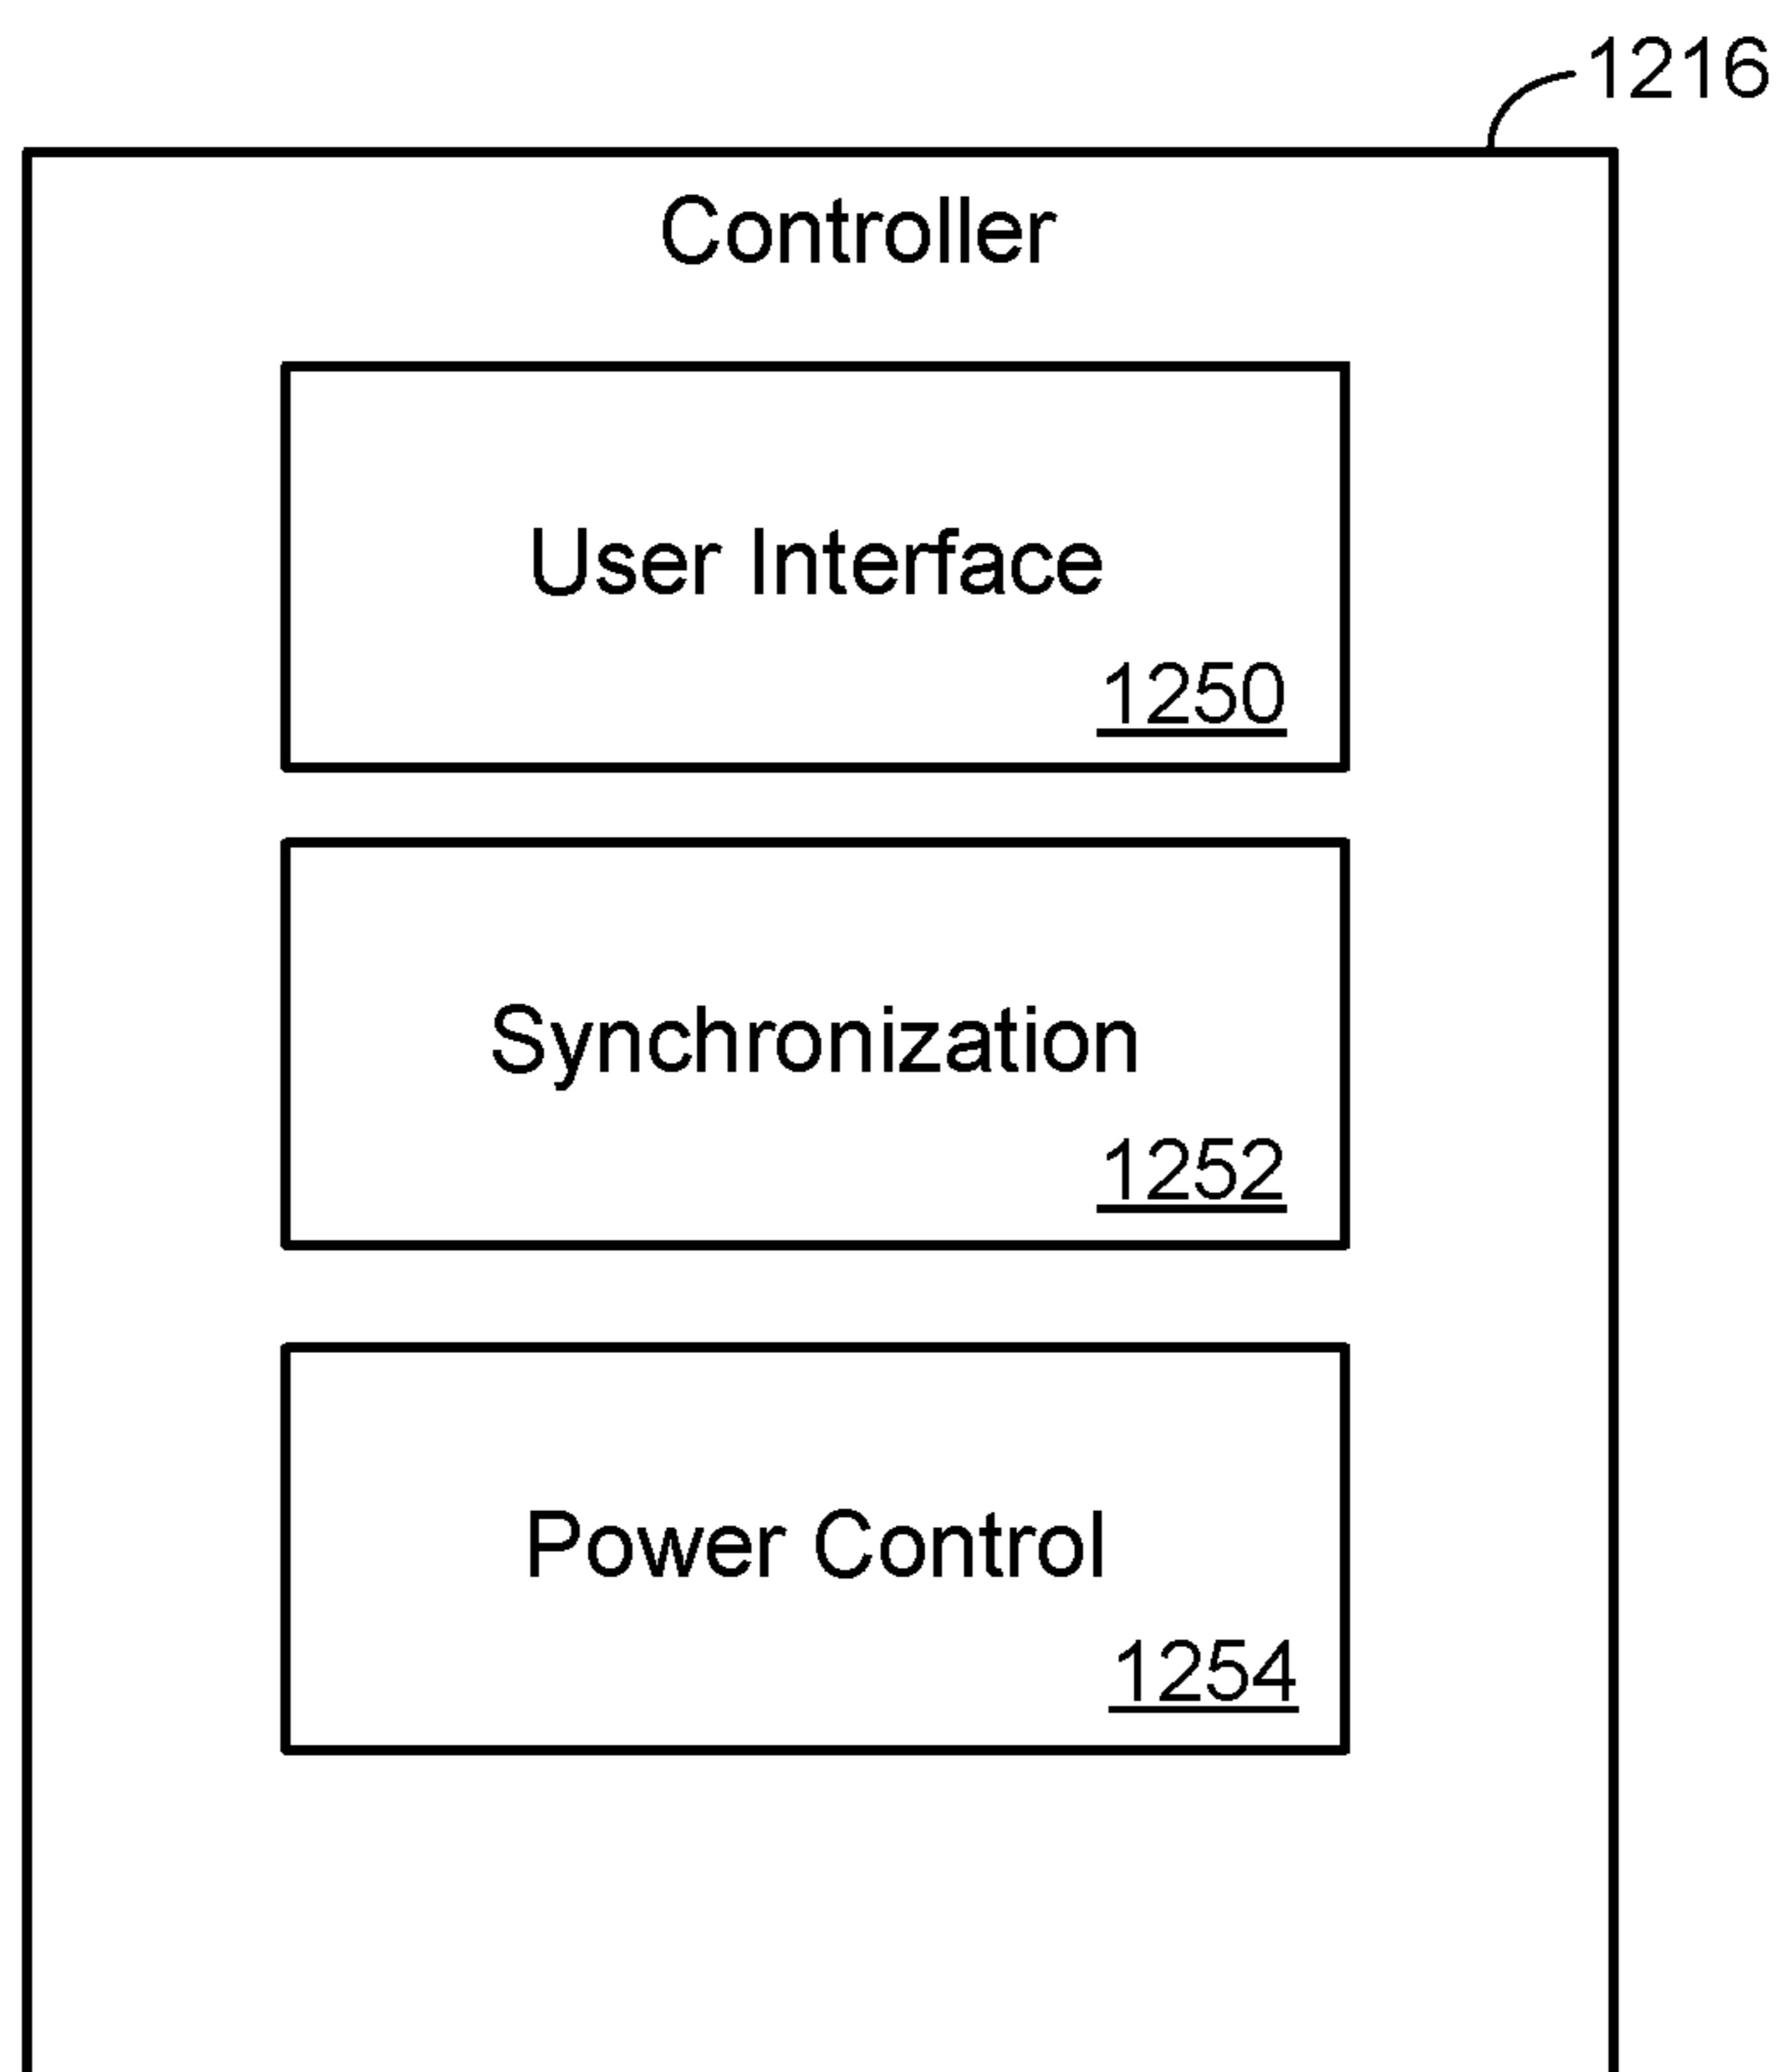 1216
Controller
User Interface
1250
Synchronization
1252
Power Control
1254